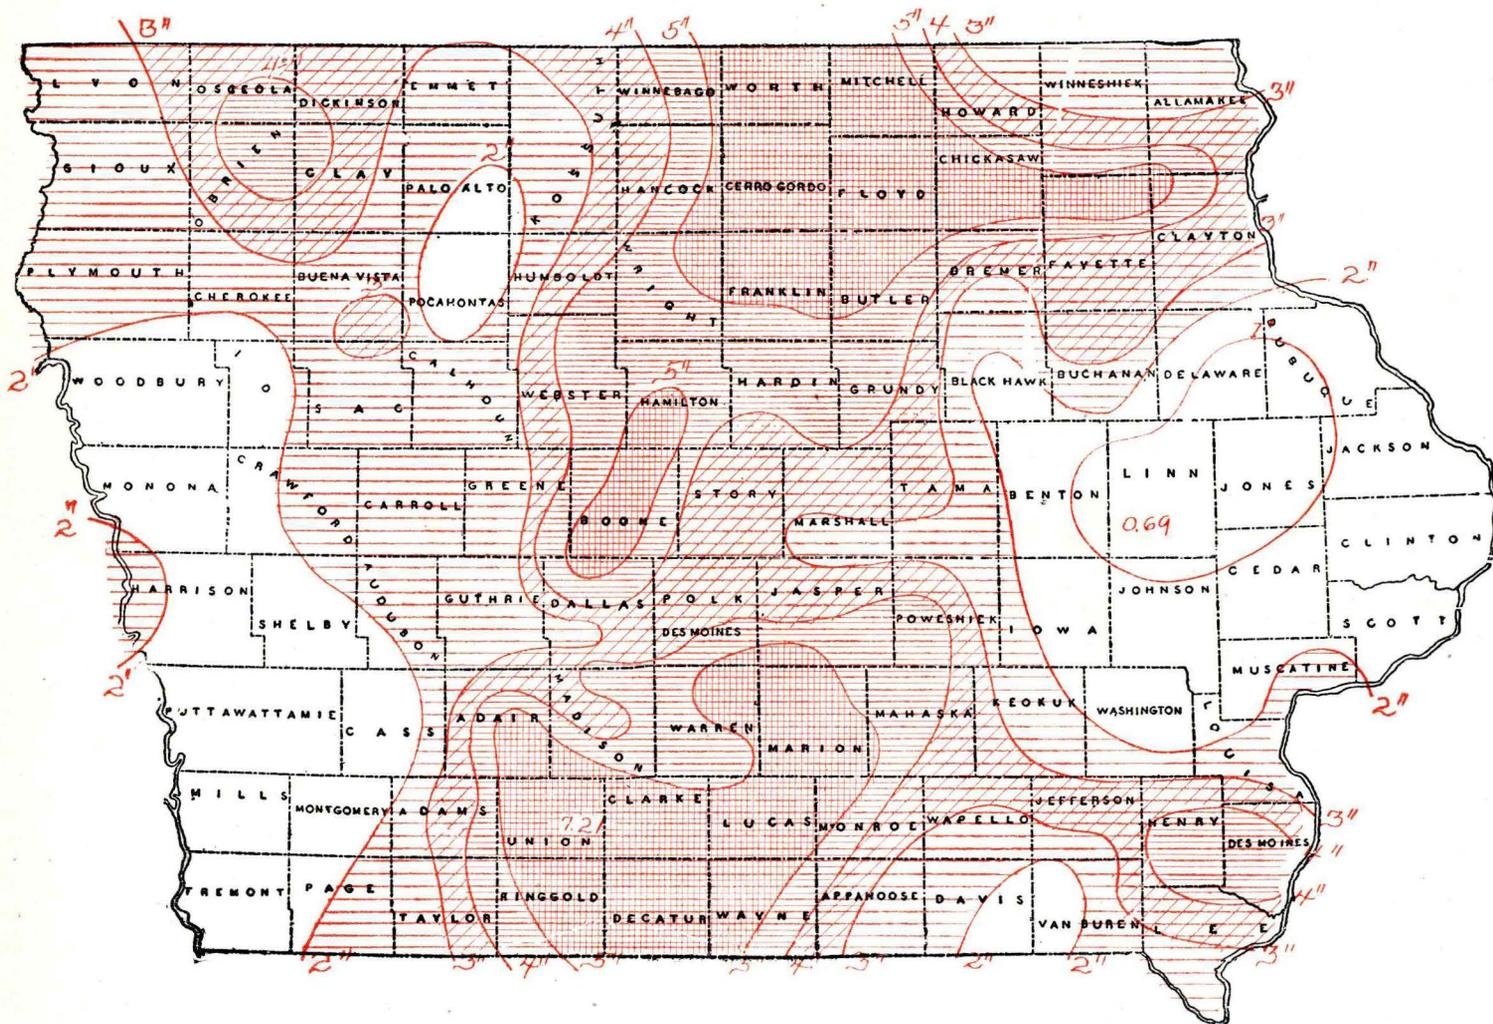 3" 4" 5" 5" 4 3"
LYON OSCEOLA DICKINSON EMMET WINNEBAGO WORTH MITCHELL HOWARD WINNESHIEK ALLAMAKEE 3"
4"
SIOUX OBRIEN CLAY PALO ALTO KOSSUTH HANCOCK CERRO GORDO FLOYD CHICKASAW
2"
PLYMOUTH CHEROKEE BUENA VISTA POCAHONTAS HUMBOLDT WRIGHT FRANKLIN BUTLER BREMER FAYETTE CLAYTON 3"
3" 2"
2" WOODBURY IDA SAC CALHOUN WEBSTER HAMILTON HARDIN GRUNDY BLACK HAWK BUCHANAN DELAWARE DUBUQUE
5"
MONONA CRAWFORD CARROLL GREENE BOONE STORY MARSHALL TAMA BENTON LINN JONES JACKSON
2" 0.69 CLINTON
HARRISON SHELBY AUDUBON GUTHRIE DALLAS POLK JASPER POWESHIEK IOWA JOHNSON CEDAR SCOTT
DES MOINES
2" MUSCATINE 2"
POTTAWATTAMIE CASS ADAIR MADISON WARREN MARION MAHASKA KEOKUK WASHINGTON LOUISA
MILLS MONTGOMERY ADAMS UNION CLARKE LUCAS MONROE WAPELLO JEFFERSON HENRY DES MOINES 3"
7.21 4"
FREMONT PAGE TAYLOR RINGGOLD DECATUR WAYNE APPANOOSE DAVIS VAN BUREN LEE 4"
2" 3" 4" 5" 5 4 3" 2" 2" 3"